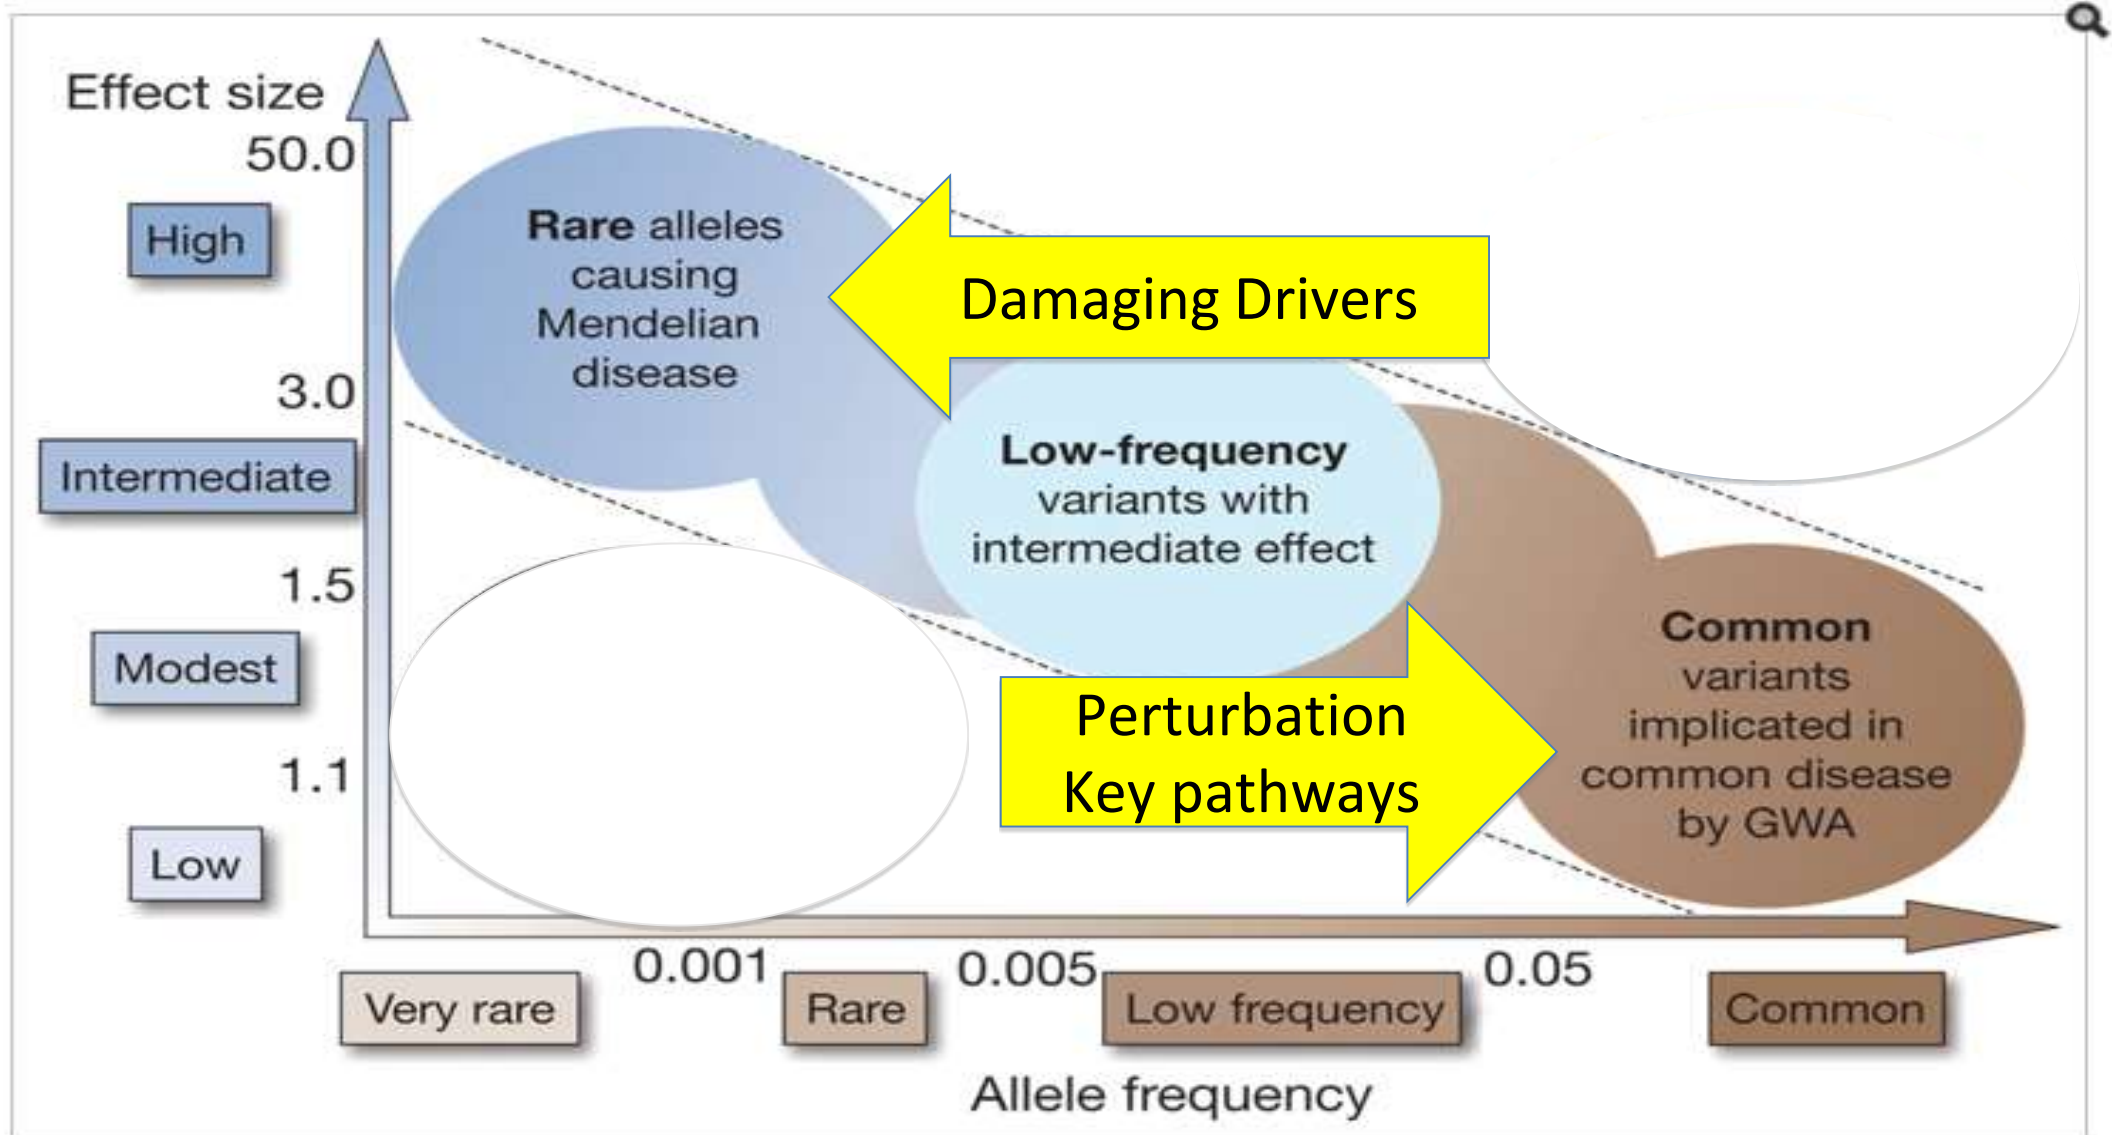 Effect size
50.0
High
3.0
Intermediate
1.5
Modest
1.1
Low
Rare alleles
causing
Mendelian
disease
Damaging Drivers
Low-frequency
variants with
intermediate effect
Perturbation
Key pathways
Common
variants
implicated in
common disease
by GWA
0.001
0.005
0.05
Very rare
Rare
Low frequency
Common
Allele frequency